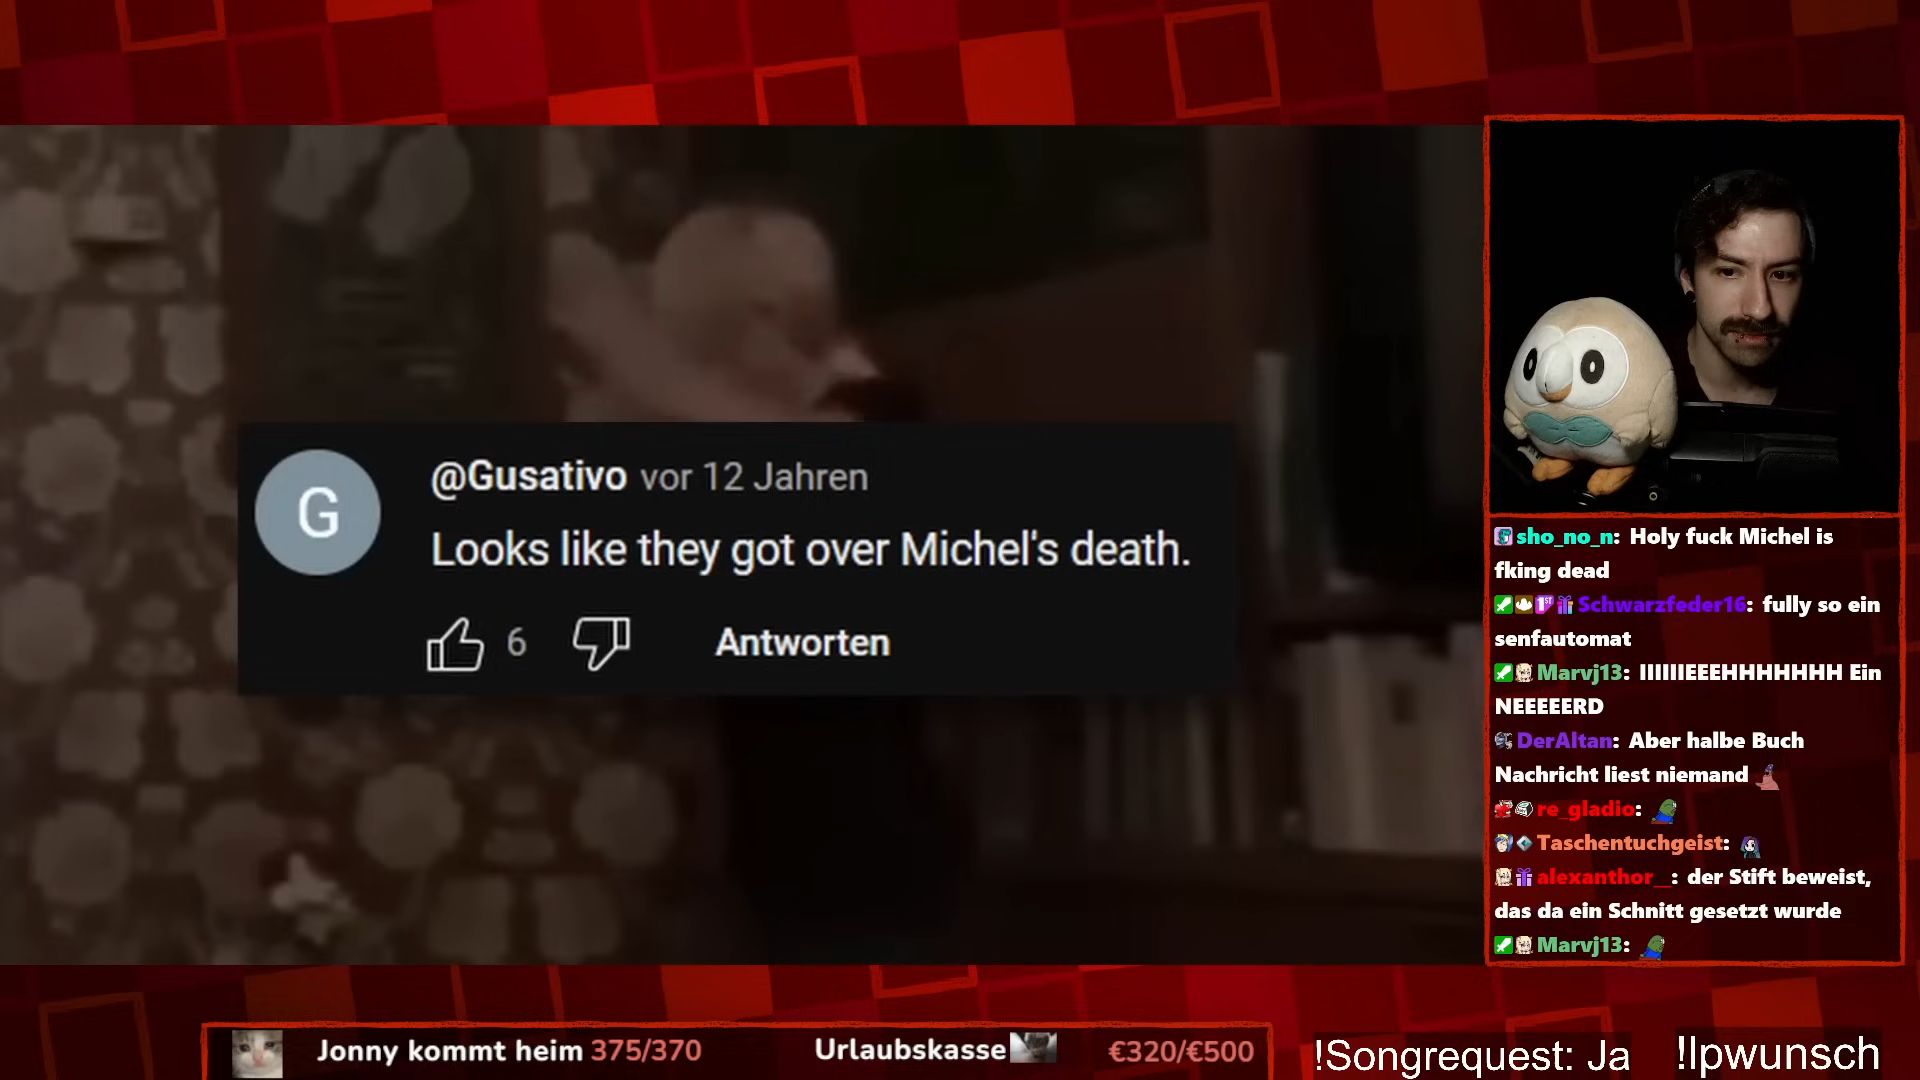 G
@Gusativo vor 12 Jahren
Looks like they got over Michel's death.
6
Antworten
sho_no_n: Holy fuck Michel is
fking dead
Schwarzfeder16: fully so ein
senfautomat
Marvj13: IIIIIIEEEHHHHHHH Ein
NEEEEERD
DerAltan: Aber halbe Buch
Nachricht liest niemand
re_gladio:
Taschentuchgeist:
alexanthor__: der Stift beweist,
das da ein Schnitt gesetzt wurde
Marvj13:
Jonny kommt heim 375/370
Urlaubskasse €320/€500
!Songrequest: Ja
!lpwunsch